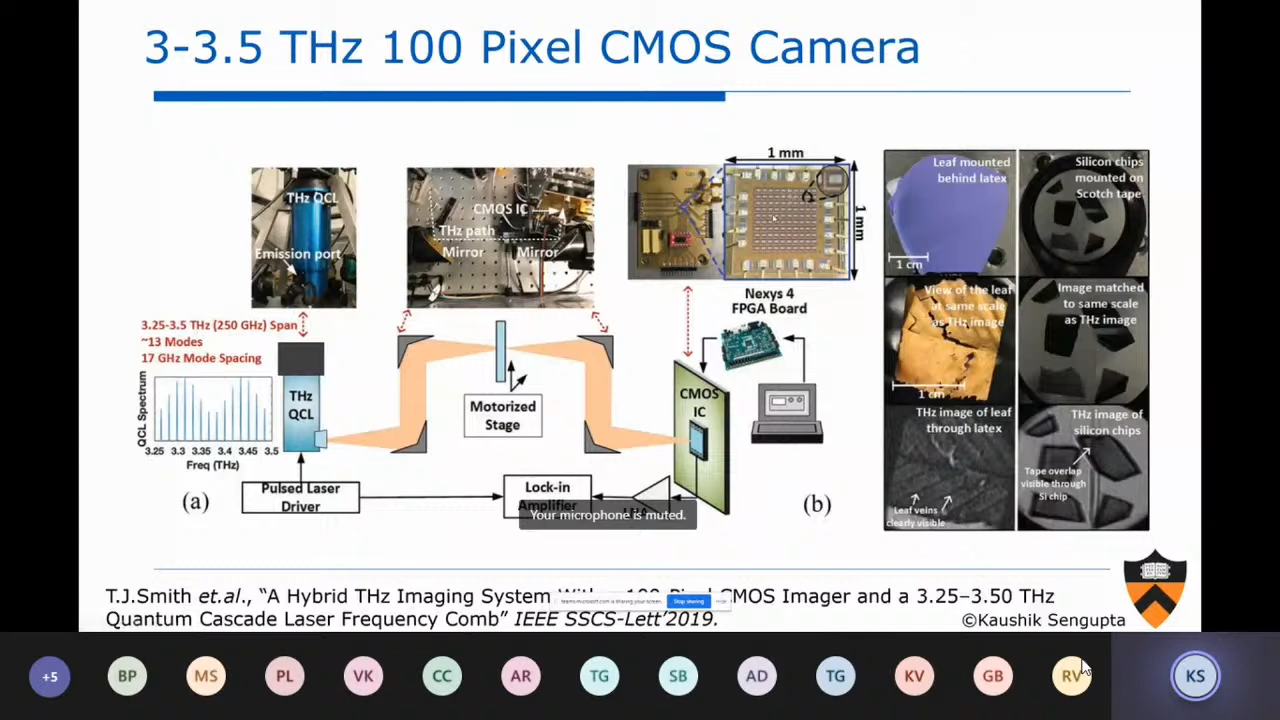 3-3.5 THz 100 Pixel CMOS Camera
THz QCL
Emission port
CMOS IC
THz path
Mirror
Mirror
1 mm
1 mm
Leaf mounted
behind latex
1 cm
Silicon chips
mounted on
Scotch tape
3.25-3.5 THz (250 GHz) Span
~13 Modes
17 GHz Mode Spacing
QCL Spectrum
3.25 3.3 3.35 3.4 3.45 3.5
Freq (THz)
THz
QCL
Motorized
Stage
Nexys 4
FPGA Board
CMOS
IC
View of the leaf
at same scale
as THz image
1 cm
Image matched
to same scale
as THz image
THz image of leaf
through latex
Leaf veins
clearly visible
THz image of
silicon chips
Tape overlap
visible through
Si chip
(a)
Pulsed Laser
Driver
Lock-in
Amplifier
(b)
Your microphone is muted.
T.J.Smith et.al., “A Hybrid THz Imaging System With 100 Pixel CMOS Imager and a 3.25–3.50 THz
teams.microsoft.com is sharing your screen.
Stop sharing
Hide
Quantum Cascade Laser Frequency Comb” IEEE SSCS-Lett’2019.
©Kaushik Sengupta
+5
BP
MS
PL
VK
CC
AR
TG
SB
AD
TG
KV
GB
RV
KS